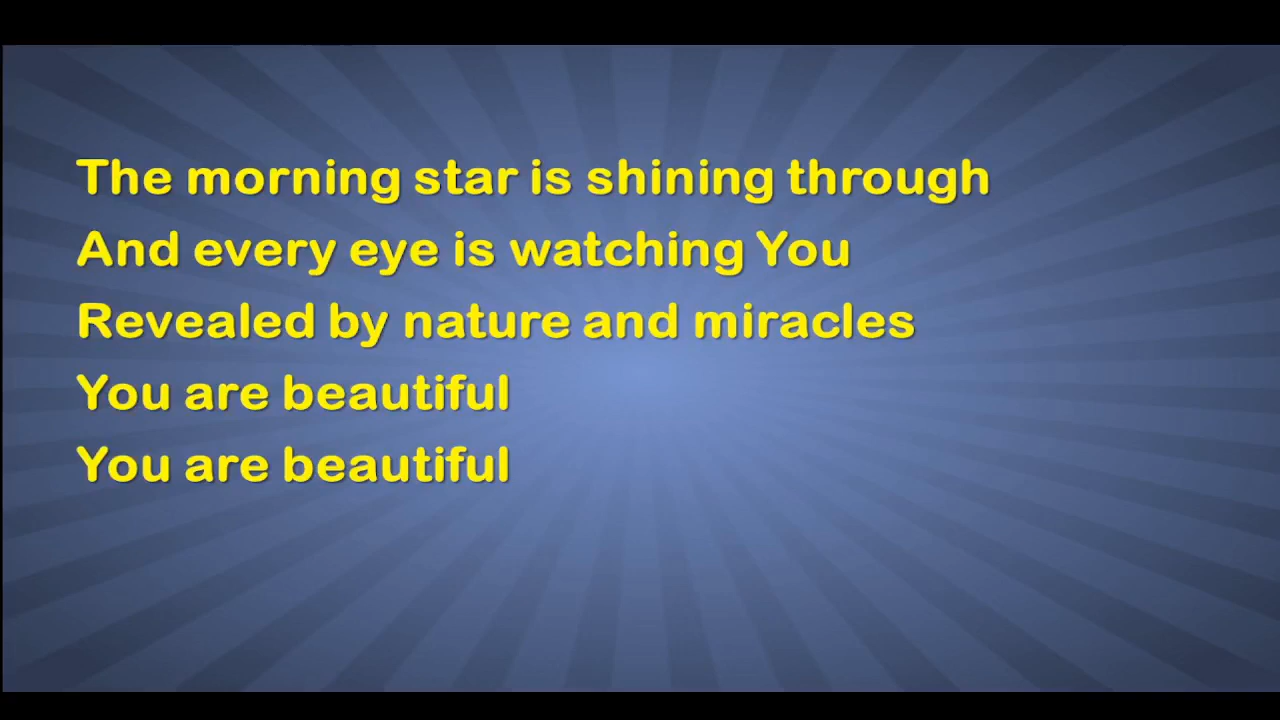 The morning star is shining through
And every eye is watching You
Revealed by nature and miracles
You are beautiful
You are beautiful